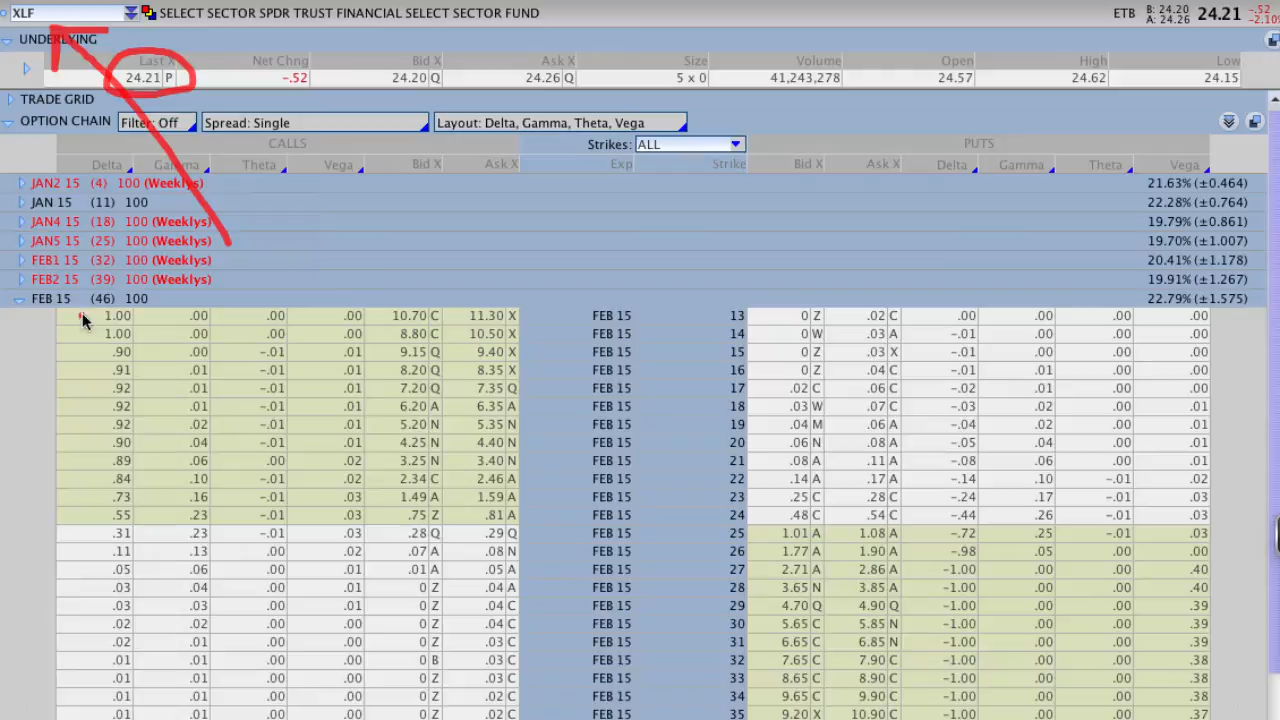 XLF SELECT SECTOR SPDR TRUST FINANCIAL SELECT SECTOR FUND ETB B: 24.20 A: 24.26 24.21 -.52 -2.10
UNDERLYING
Last X Net Chng Bid X Ask X Size Volume Open High Low
24.21 P -.52 24.20 Q 24.26 Q 5 x 0 41,243,278 24.57 24.62 24.15
TRADE GRID
OPTION CHAIN Filter: Off Spread: Single Layout: Delta, Gamma, Theta, Vega
CALLS Strikes: ALL PUTS
Delta Gamma Theta Vega Bid X Ask X Exp Strike Bid X Ask X Delta Gamma Theta Vega
JAN2 15 (4) 100 (Weeklys) 21.63% (±0.464)
JAN 15 (11) 100 22.28% (±0.764)
JAN4 15 (18) 100 (Weeklys) 19.79% (±0.861)
JAN5 15 (25) 100 (Weeklys) 19.70% (±1.007)
FEB1 15 (32) 100 (Weeklys) 20.41% (±1.178)
FEB2 15 (39) 100 (Weeklys) 19.91% (±1.267)
FEB 15 (46) 100 22.79% (±1.575)
1.00 .00 .00 .00 10.70 C 11.30 X FEB 15 13 0 Z .02 C .00 .00 .00 .00
1.00 .00 .00 .00 8.80 C 10.50 X FEB 15 14 0 W .03 A -.01 .00 .00 .00
.90 .00 -.01 .01 9.15 Q 9.40 X FEB 15 15 0 Z .03 X -.01 .00 .00 .00
.91 .01 -.01 .01 8.20 Q 8.35 X FEB 15 16 0 Z .04 C -.01 .01 .00 .00
.92 .01 -.01 .01 7.20 Q 7.35 Q FEB 15 17 .02 C .06 C -.02 .01 .00 .00
.92 .01 -.01 .01 6.20 A 6.35 A FEB 15 18 .03 W .07 C -.03 .02 .00 .01
.92 .02 -.01 .01 5.20 N 5.35 N FEB 15 19 .04 M .06 A -.04 .02 .00 .01
.90 .04 -.01 .01 4.25 N 4.40 N FEB 15 20 .06 N .08 A -.05 .04 .00 .01
.89 .06 .00 .02 3.25 N 3.40 N FEB 15 21 .08 A .11 A -.08 .06 .00 .01
.84 .10 -.01 .02 2.34 C 2.46 A FEB 15 22 .14 A .17 A -.14 .10 -.01 .02
.73 .16 -.01 .03 1.49 A 1.59 A FEB 15 23 .25 C .28 C -.24 .17 -.01 .03
.55 .23 -.01 .03 .75 Z .81 A FEB 15 24 .48 C .54 C -.44 .26 -.01 .03
.31 .23 -.01 .03 .28 Q .29 Q FEB 15 25 1.01 A 1.08 A -.72 .25 -.01 .03
.11 .13 .00 .02 .07 A .08 N FEB 15 26 1.77 A 1.90 A -.98 .05 .00 .00
.05 .06 .00 .01 .01 A .05 A FEB 15 27 2.71 A 2.86 A -1.00 .00 .00 .40
.03 .04 .00 .01 0 Z .04 A FEB 15 28 3.65 N 3.85 A -1.00 .00 .00 .40
.03 .03 .00 .01 0 Z .04 C FEB 15 29 4.70 Q 4.90 Q -1.00 .00 .00 .39
.02 .02 .00 .01 0 Z .04 C FEB 15 30 5.65 C 5.85 N -1.00 .00 .00 .39
.02 .01 .00 .01 0 Z .03 C FEB 15 31 6.65 C 6.85 N -1.00 .00 .00 .39
.01 .01 .00 .00 0 B .03 C FEB 15 32 7.65 C 7.90 C -1.00 .00 .00 .38
.01 .01 .00 .00 0 Z .03 C FEB 15 33 8.65 C 8.90 C -1.00 .00 .00 .38
.01 .01 .00 .00 0 Z .02 C FEB 15 34 9.65 C 9.90 C -1.00 .00 .00 .38
.01 .01 .00 .00 0 Z .02 C FEB 15 35 9.20 X 10.90 C -1.00 .00 .00 .37